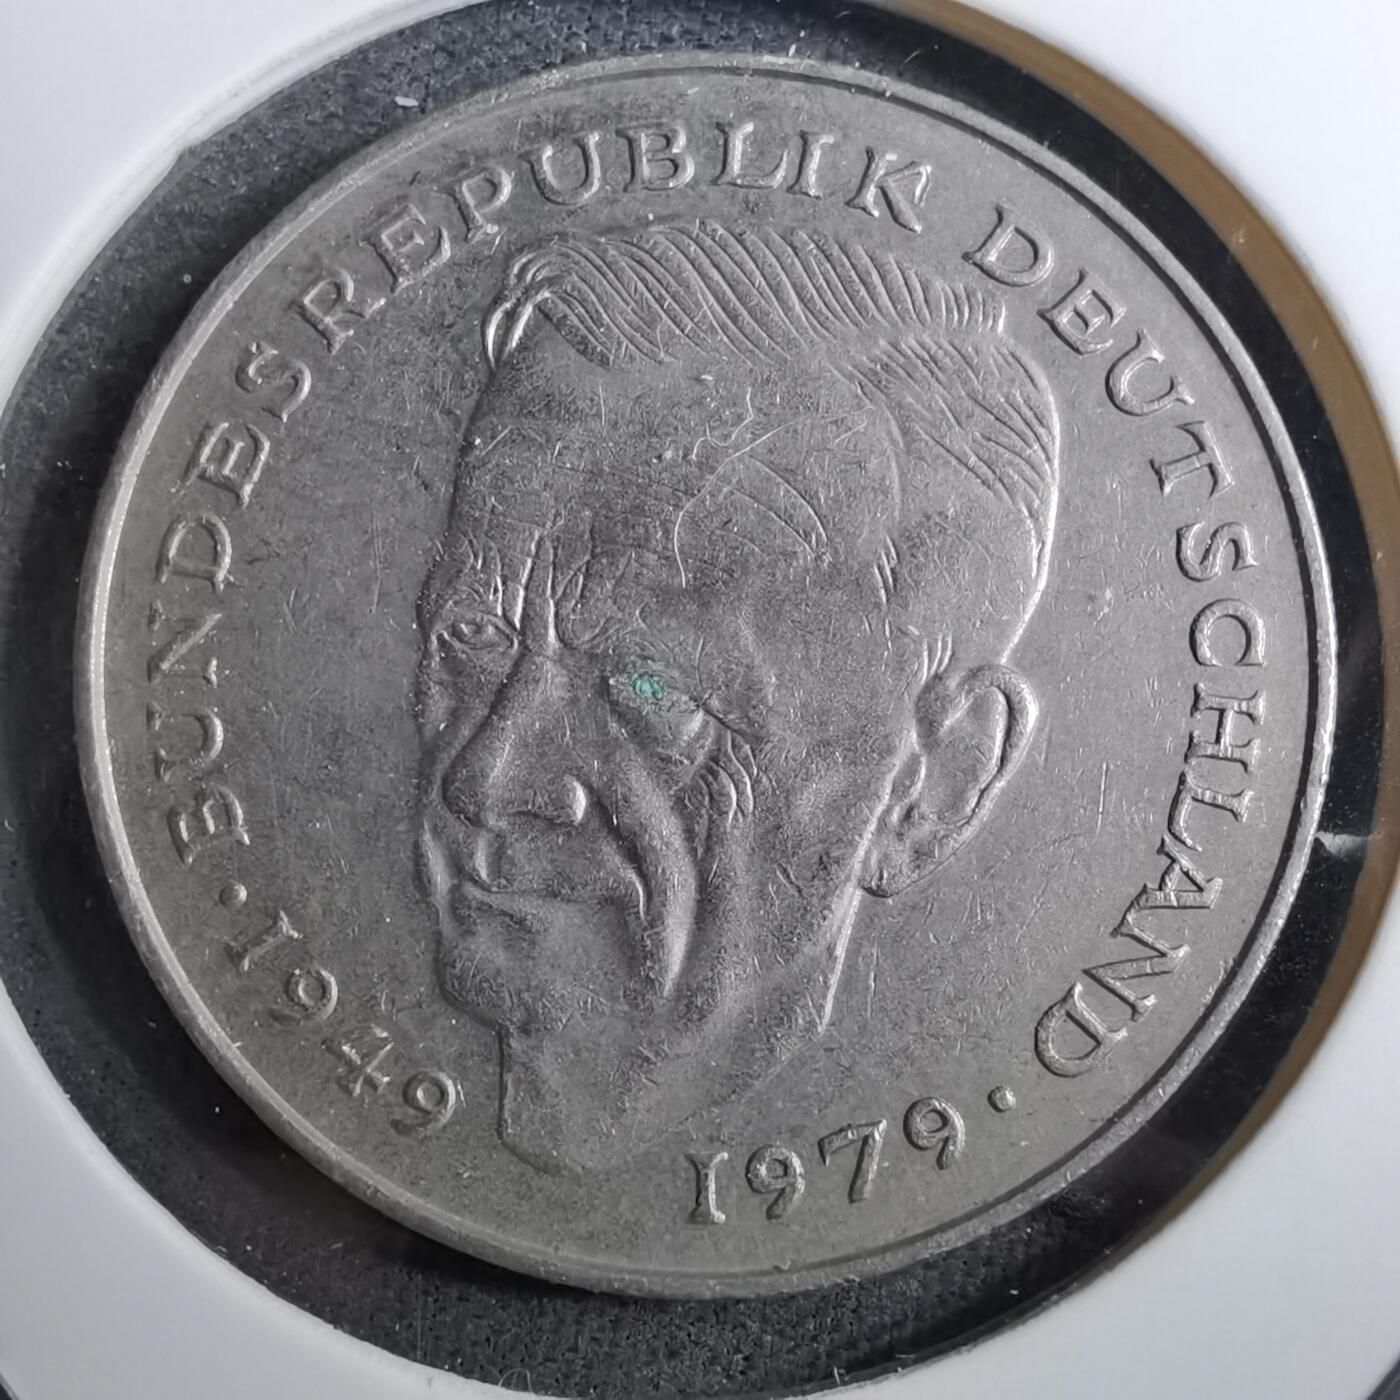 1949 · BUNDESREPUBLIK DEUTSCHLAND · 1979